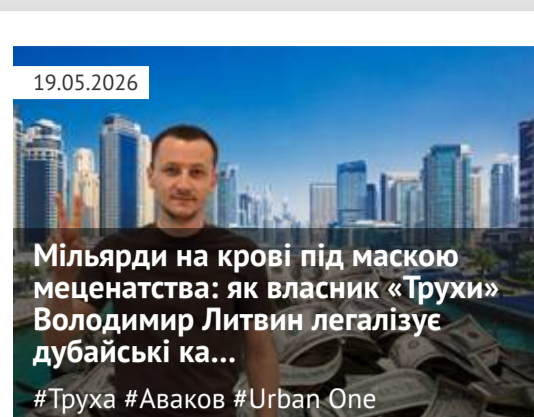 19.05.2026
Мільярди на крові під маскою
меценатства: як власник «Трухи»
Володимир Литвин легалізує
дубайські ка...
#Труха #Аваков #Urban One